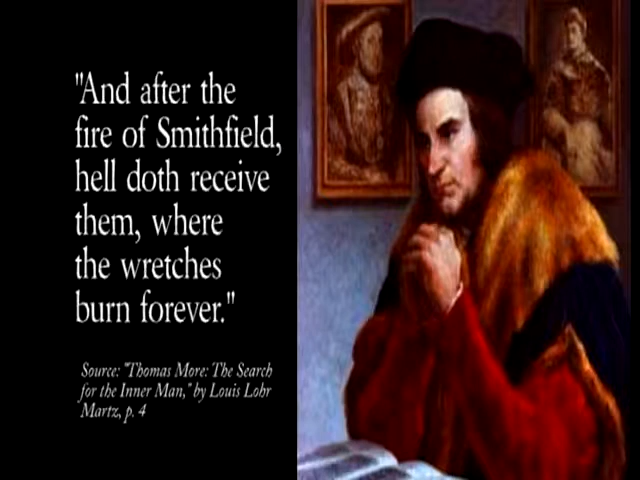 "And after the
fire of Smithfield,
hell doth receive
them, where
the wretches
burn forever."
Source: "Thomas More: The Search
for the Inner Man," by Louis Lohr
Martz, p. 4